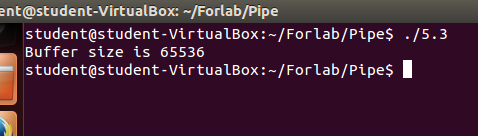 ent@student-VirtualBox: ~/Forlab/Pipe
student@student-VirtualBox:~/Forlab/Pipe$ ./5.3
Buffer size is 65536
student@student-VirtualBox:~/Forlab/Pipe$